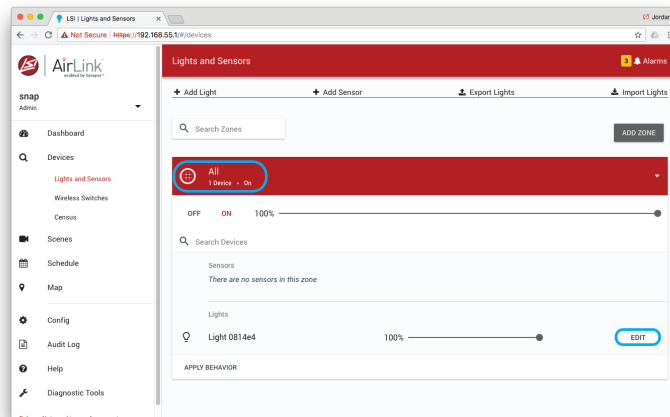 LSI | Lights and Sensors
Jordan
Not Secure | https://192.168.55.1/#/devices
LSI
AirLink
enabled by Synapse
Lights and Sensors
3 Alarms
snap
Admin
+ Add Light
+ Add Sensor
Export Lights
Import Lights
Search Zones
ADD ZONE
Dashboard
Devices
Lights and Sensors
Wireless Switches
Census
Scenes
Schedule
Map
Config
Audit Log
Help
Diagnostic Tools
All
1 Device • On
OFF ON 100%
Search Devices
Sensors
There are no sensors in this zone
Lights
Light 0814e4 100% EDIT
APPLY BEHAVIOR